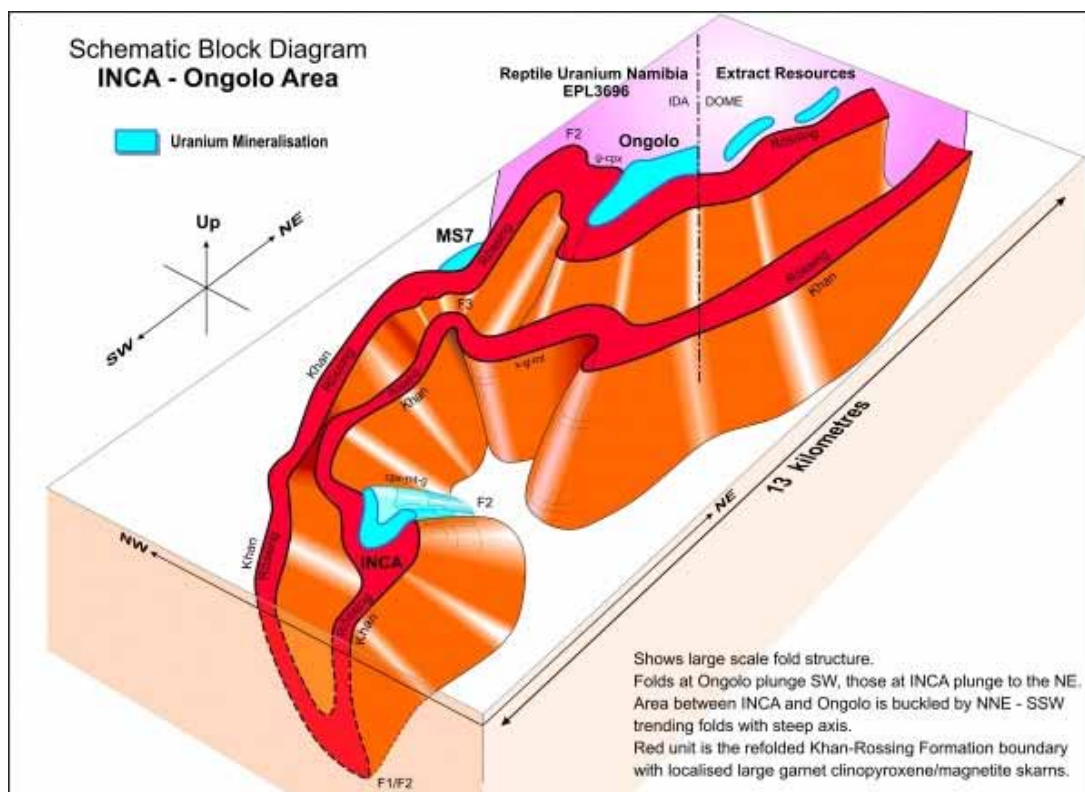 Schematic Block Diagram
INCA - Ongolo Area
Uranium Mineralisation
Reptile Uranium Namibia
EPL3696
Extract Resources
IDA DOME
F2
g-cpx
Ongolo
Rossing
Up
NE
SW
MS7
Rossing
F3
Rossing
Khan
Khan
Rossing
Khan
cpx-mt-g
F2
INCA
NW
Khan
Rossing
Rossing
Khan
NE
13 kilometres
F1/F2
Shows large scale fold structure.
Folds at Ongolo plunge SW, those at INCA plunge to the NE.
Area between INCA and Ongolo is buckled by NNE - SSW
trending folds with steep axis.
Red unit is the refolded Khan-Rossing Formation boundary
with localised large garnet clinopyroxene/magnetite skarns.